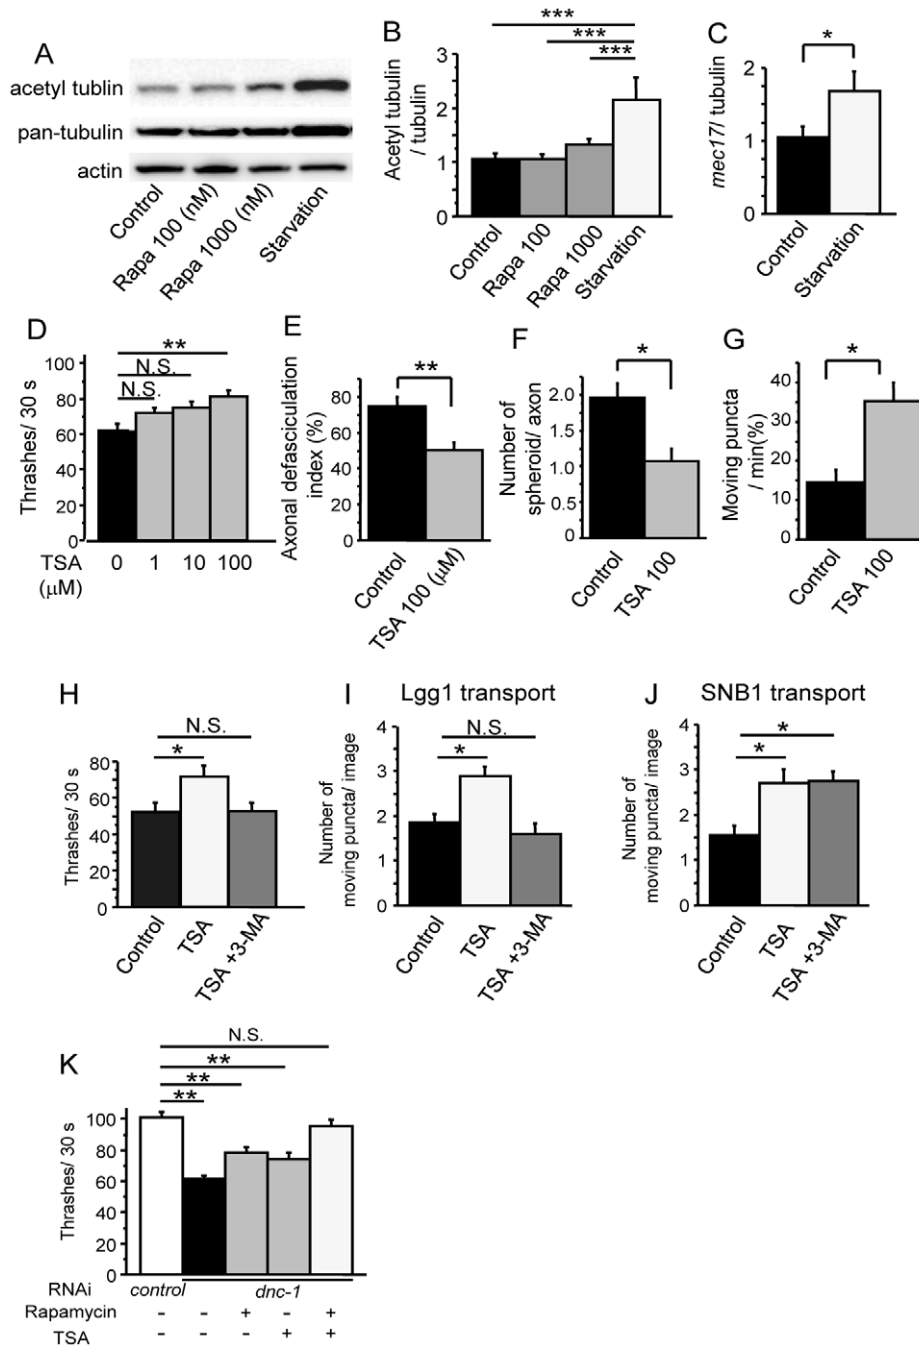 A
acetyl tublin
pan-tubulin
actin
Control
Rapa 100 (nM)
Rapa 1000 (nM)
Starvation
B
***
***
***
Acetyl tubulin
/ tubulin
3
2
1
0
Control
Rapa 100
Rapa 1000
Starvation
C
*
mec17/ tubulin
2
1
0
Control
Starvation
D
**
N.S.
N.S.
Thrashes/ 30 s
100
80
60
40
20
0
TSA
(μM)
0 1 10 100
E
**
Axonal defasciculation
index (%)
80
60
40
20
0
Control
TSA 100 (μM)
F
*
Number of
spheroid/ axon
2.0
1.5
1.0
0.5
0
Control
TSA 100
G
*
Moving puncta
/ min(%)
40
30
20
10
0
Control
TSA 100
H
N.S.
*
Thrashes/ 30 s
80
60
40
20
0
Control
TSA
TSA +3-MA
I
Lgg1 transport
N.S.
*
Number of
moving puncta/ image
4
3
2
1
0
Control
TSA
TSA +3-MA
J
SNB1 transport
*
*
Number of
moving puncta/ image
4
3
2
1
0
Control
TSA
TSA +3-MA
K
N.S.
**
**
**
Thrashes/ 30 s
100
80
60
40
20
0
RNAi control dnc-1
Rapamycin - - + - +
TSA - - - + +